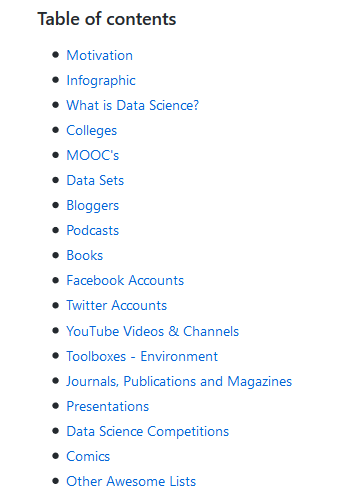 Table of contents
Motivation
Infographic
What is Data Science?
Colleges
MOOC's
Data Sets
Bloggers
Podcasts
Books
Facebook Accounts
Twitter Accounts
YouTube Videos & Channels
Toolboxes - Environment
Journals, Publications and Magazines
Presentations
Data Science Competitions
Comics
Other Awesome Lists